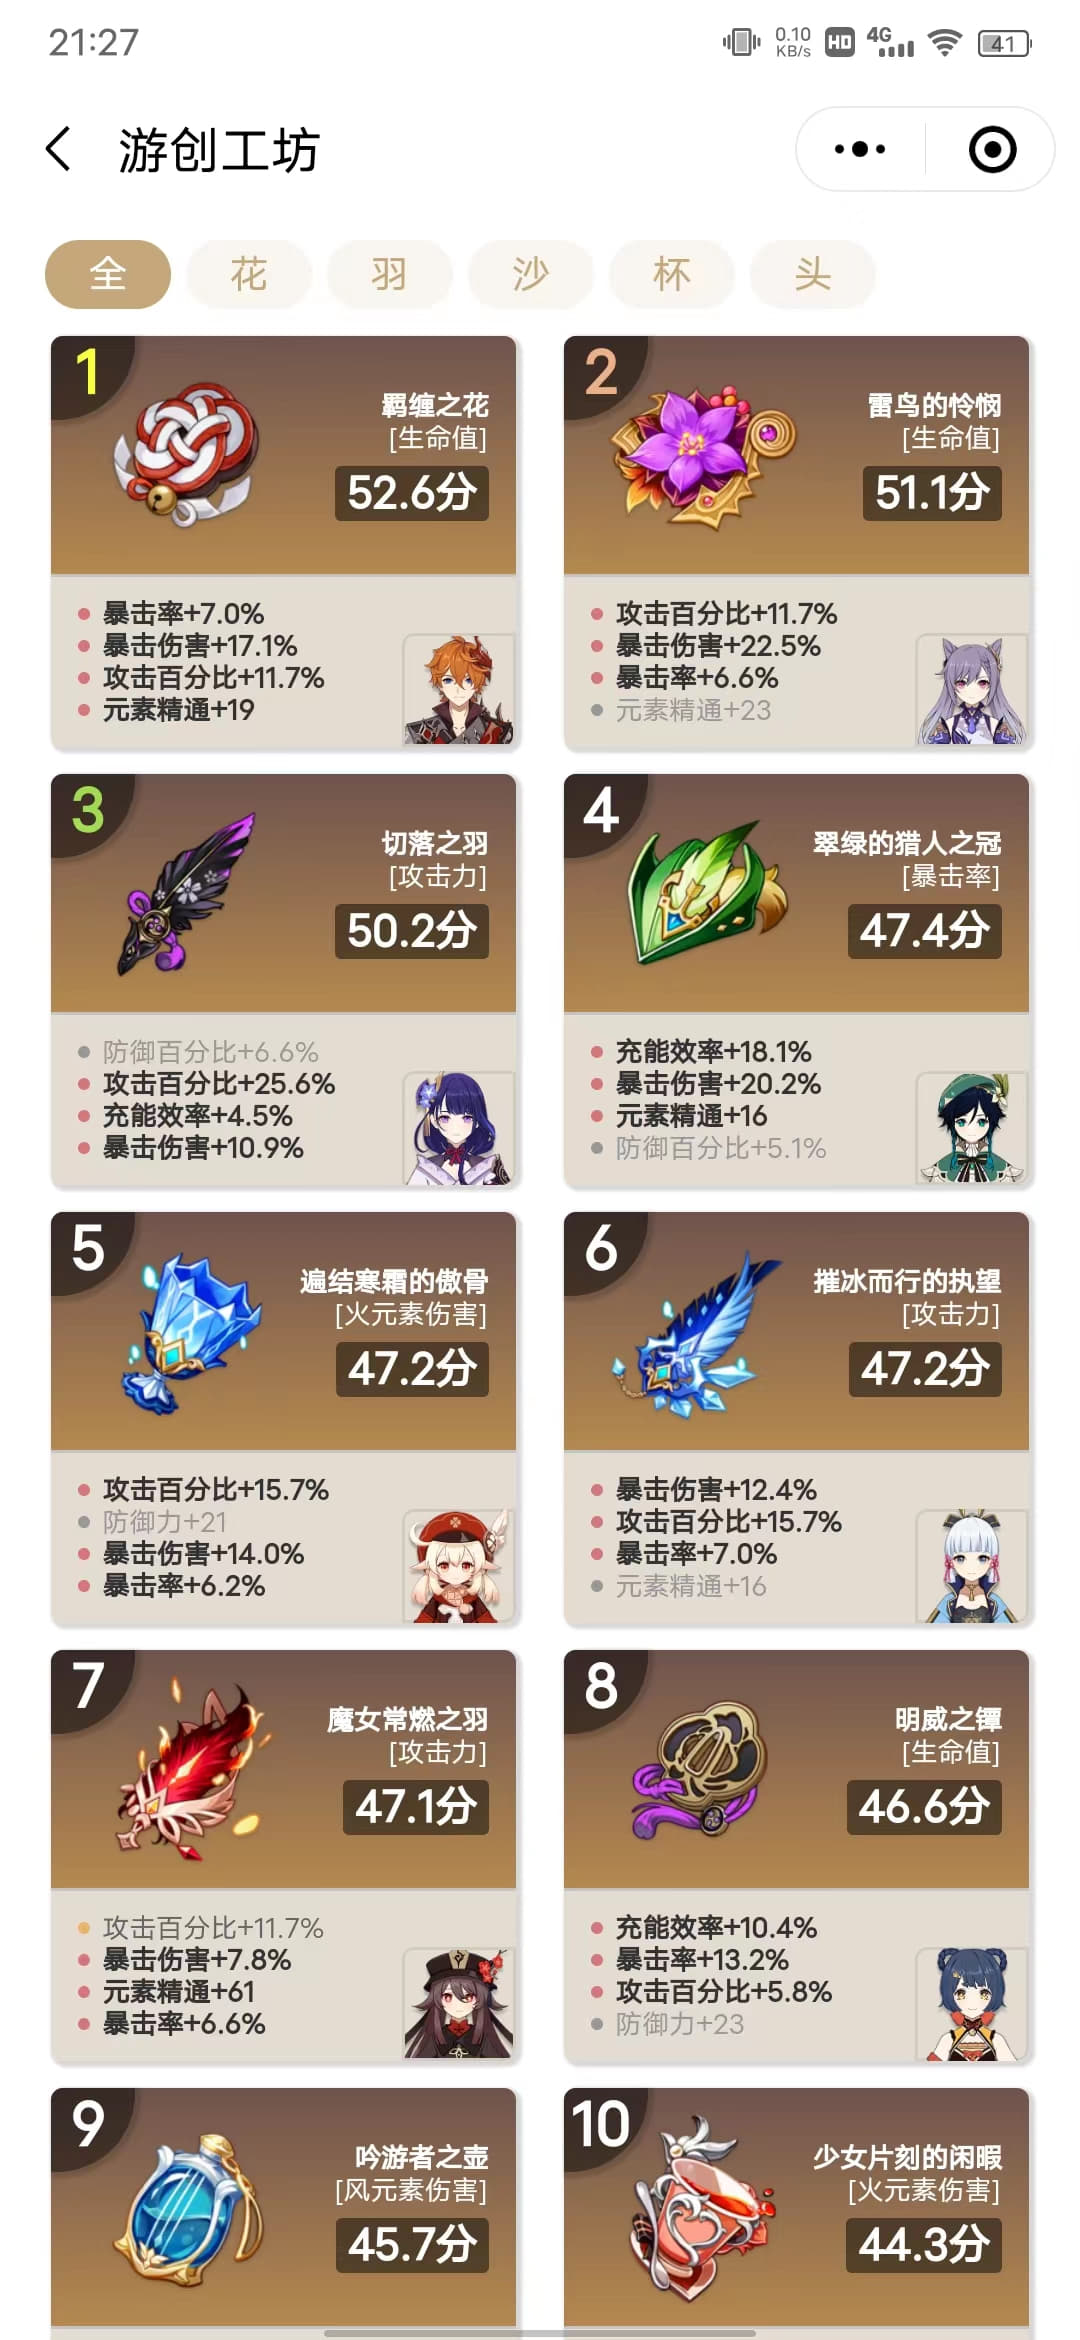 21:27
0.10
KB/s
HD
4G
41
游创工坊
全
花
羽
沙
杯
头
1
羁缠之花
[生命值]
52.6分
暴击率+7.0%
暴击伤害+17.1%
攻击百分比+11.7%
元素精通+19
2
雷鸟的怜悯
[生命值]
51.1分
攻击百分比+11.7%
暴击伤害+22.5%
暴击率+6.6%
元素精通+23
3
切落之羽
[攻击力]
50.2分
防御百分比+6.6%
攻击百分比+25.6%
充能效率+4.5%
暴击伤害+10.9%
4
翠绿的猎人之冠
[暴击率]
47.4分
充能效率+18.1%
暴击伤害+20.2%
元素精通+16
防御百分比+5.1%
5
遍结寒霜的傲骨
[火元素伤害]
47.2分
攻击百分比+15.7%
防御力+21
暴击伤害+14.0%
暴击率+6.2%
6
摧冰而行的执望
[攻击力]
47.2分
暴击伤害+12.4%
攻击百分比+15.7%
暴击率+7.0%
元素精通+16
7
魔女常燃之羽
[攻击力]
47.1分
攻击百分比+11.7%
暴击伤害+7.8%
元素精通+61
暴击率+6.6%
8
明威之镡
[生命值]
46.6分
充能效率+10.4%
暴击率+13.2%
攻击百分比+5.8%
防御力+23
9
吟游者之壶
[风元素伤害]
45.7分
10
少女片刻的闲暇
[火元素伤害]
44.3分